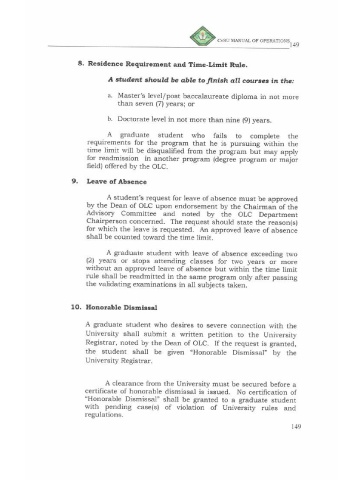 CvSU MANUAL OF OPERATIONS
149
8. Residence Requirement and Time-Limit Rule.
A student should be able to finish all courses in the:
a. Master's level/post baccalaureate diploma in not more
than seven (7) years; or
b. Doctorate level in not more than nine (9) years.
A graduate student who fails to complete the
requirements for the program that he is pursuing within the
time limit will be disqualified from the program but may apply
for readmission in another program (degree program or major
field) offered by the OLC.
9. Leave of Absence
A student's request for leave of absence must be approved
by the Dean of OLC upon endorsement by the Chairman of the
Advisory Committee and noted by the OLC Department
Chairperson concerned. The request should state the reason(s)
for which the leave is requested. An approved leave of absence
shall be counted toward the time limit.
A graduate student with leave of absence exceeding two
(2) years or stops attending classes for two years or more
without an approved leave of absence but within the time limit
rule shall be readmitted in the same program only after passing
the validating examinations in all subjects taken.
10. Honorable Dismissal
A graduate student who desires to severe connection with the
University shall submit a written petition to the University
Registrar, noted by the Dean of OLC. If the request is granted,
the student shall be given "Honorable Dismissal" by the
University Registrar.
A clearance from the University must be secured before a
certificate of honorable dismissal is issued. No certification of
"Honorable Dismissal" shall be granted to a graduate student
with pending case(s) of violation of University rules and
regulations.
149